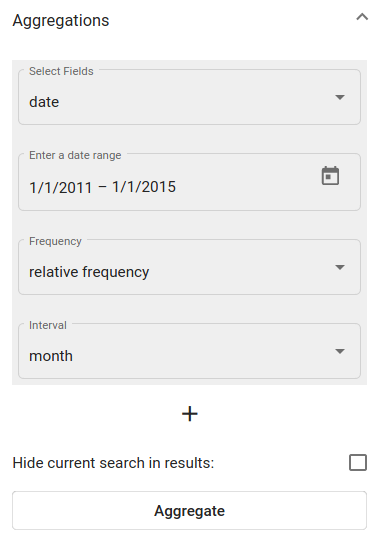 Aggregations
Select Fields
date
Enter a date range
1/1/2011 – 1/1/2015
Frequency
relative frequency
Interval
month
+
Hide current search in results:
Aggregate